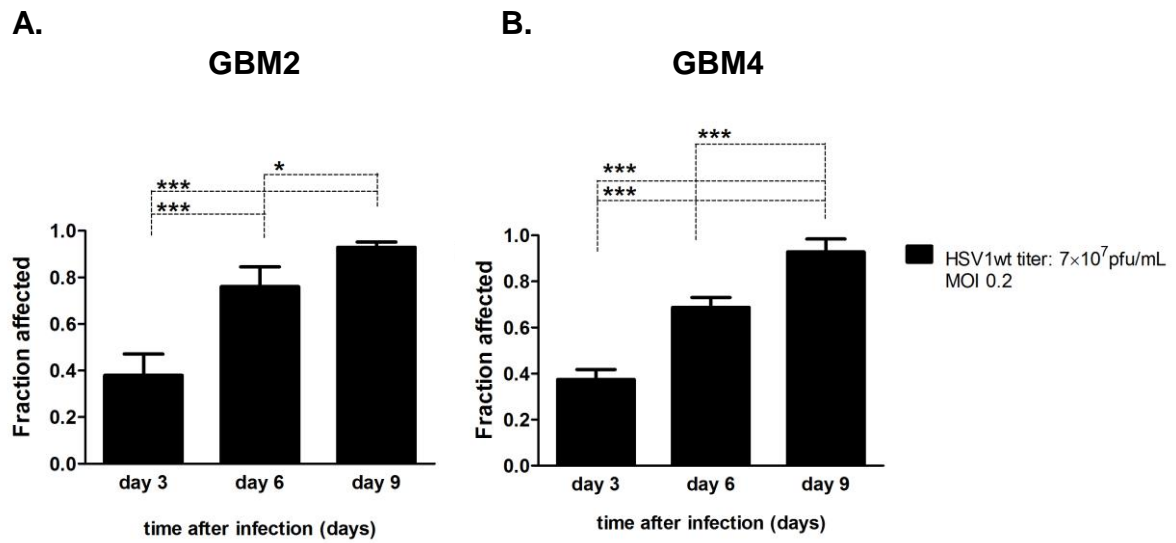 A.
GBM2
*
***
***
Fraction affected
1.0
0.8
0.6
0.4
0.2
0.0
day 3 day 6 day 9
time after infection (days)
B.
GBM4
***
***
***
Fraction affected
1.0
0.8
0.6
0.4
0.2
0.0
day 3 day 6 day 9
time after infection (days)
HSV1wt titer: 7×10⁷pfu/mL
MOI 0.2